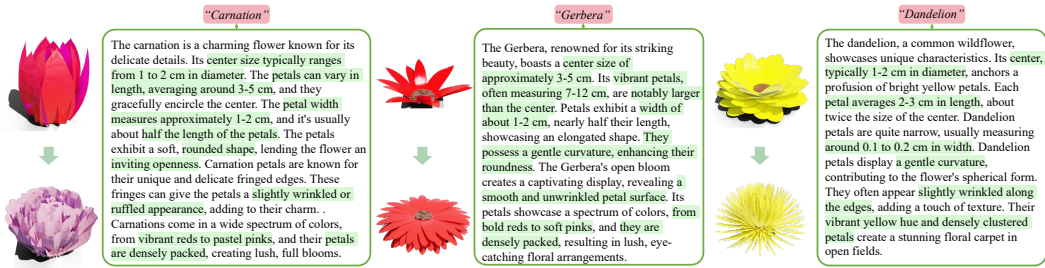 “Carnation”
The carnation is a charming flower known for its
delicate details. Its center size typically ranges
from 1 to 2 cm in diameter. The petals can vary in
length, averaging around 3-5 cm, and they
gracefully encircle the center. The petal width
measures approximately 1-2 cm, and it's usually
about half the length of the petals. The petals
exhibit a soft, rounded shape, lending the flower an
inviting openness. Carnation petals are known for
their unique and delicate fringed edges. These
fringes can give the petals a slightly wrinkled or
ruffled appearance, adding to their charm. .
Carnations come in a wide spectrum of colors,
from vibrant reds to pastel pinks, and their petals
are densely packed, creating lush, full blooms.
“Gerbera”
The Gerbera, renowned for its striking
beauty, boasts a center size of
approximately 3-5 cm. Its vibrant petals,
often measuring 7-12 cm, are notably larger
than the center. Petals exhibit a width of
about 1-2 cm, nearly half their length,
showcasing an elongated shape. They
possess a gentle curvature, enhancing their
roundness. The Gerbera's open bloom
creates a captivating display, revealing a
smooth and unwrinkled petal surface. Its
petals showcase a spectrum of colors, from
bold reds to soft pinks, and they are
densely packed, resulting in lush, eye-
catching floral arrangements.
“Dandelion”
The dandelion, a common wildflower,
showcases unique characteristics. Its center,
typically 1-2 cm in diameter, anchors a
profusion of bright yellow petals. Each
petal averages 2-3 cm in length, about
twice the size of the center. Dandelion
petals are quite narrow, usually measuring
around 0.1 to 0.2 cm in width. Dandelion
petals display a gentle curvature,
contributing to the flower's spherical form.
They often appear slightly wrinkled along
the edges, adding a touch of texture. Their
vibrant yellow hue and densely clustered
petals create a stunning floral carpet in
open fields.